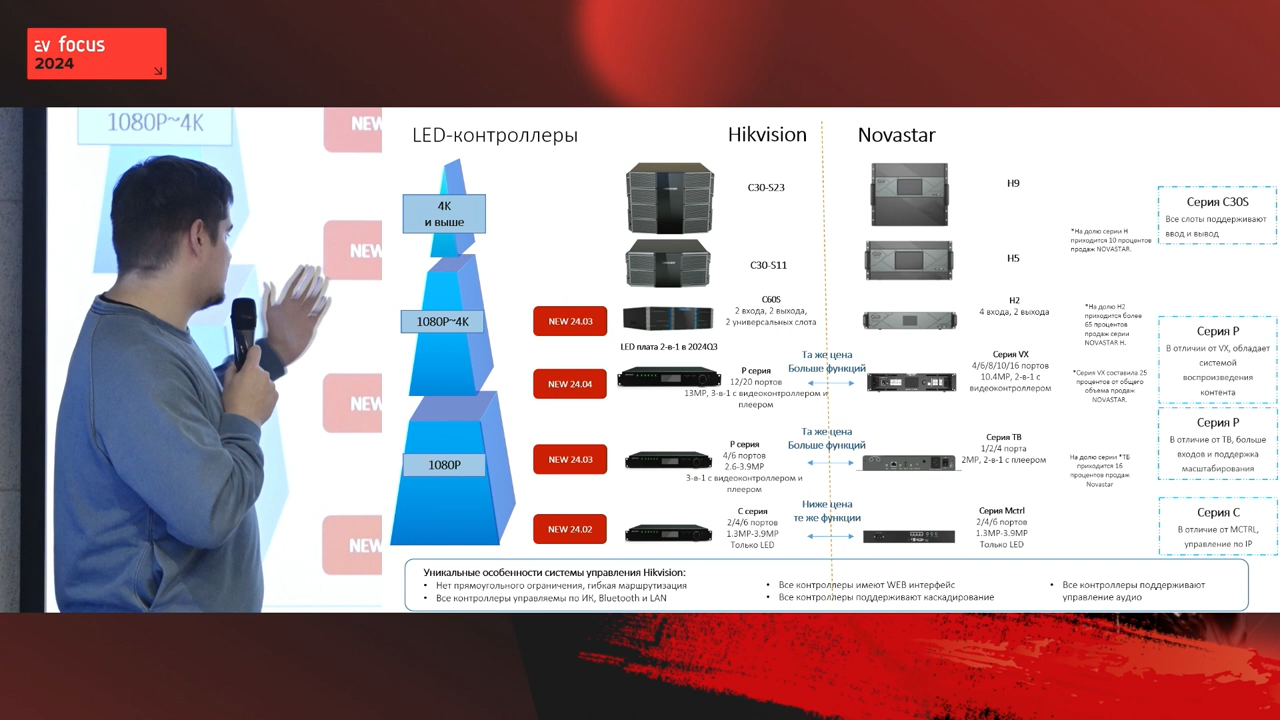 av focus
2024
1080P~4K
NEW
NEW
NEW
LED-контроллеры
Hikvision
Novastar
4K
и выше
1080P~4K
1080P
NEW 24.03
NEW 24.04
NEW 24.03
NEW 24.02
C30-S23
C30-S11
C60S
2 входа, 2 выхода,
2 универсальных слота
LED плата 2-в-1 в 2024Q3
P серия
12/20 портов
13MP, 3-в-1 с видеоконтроллером и
плеером
P серия
4/6 портов
2.6-3.9MP
3-в-1 с видеоконтроллером и
плеером
C серия
2/4/6 портов
1.3MP-3.9MP
Только LED
Та же цена
Больше функций
Та же цена
Больше функций
Ниже цена
те же функции
H9
H5
H2
4 входа, 2 выхода
Серия VX
4/6/8/10/16 портов
10.4MP, 2-в-1 с
видеоконтроллером
Серия ТВ
1/2/4 порта
2MP, 2-в-1 с плеером
Серия Mctrl
2/4/6 портов
1.3MP-3.9MP
Только LED
*На долю серии H
приходится 10 процентов
продаж NOVASTAR.
*На долю H2
приходится более
65 процентов
продаж серии
NOVASTAR H.
*Серия VX составила 25
процентов от общего
объема продаж
NOVASTAR.
На долю серии *ТВ
приходится 16
процентов продаж
Novastar
Серия C30S
Все слоты поддерживают
ввод и вывод
Серия P
В отличии от VX, обладает
системой
воспроизведения
контента
Серия P
В отличие от ТВ, больше
входов и поддержка
масштабирования
Серия C
В отличие от MCTRL,
управление по IP
Уникальные особенности системы управления Hikvision:
• Нет прямоугольного ограничения, гибкая маршрутизация
• Все контроллеры управляемы по ИК, Bluetooth и LAN
• Все контроллеры имеют WEB интерфейс
• Все контроллеры поддерживают каскадирование
• Все контроллеры поддерживают
управление аудио